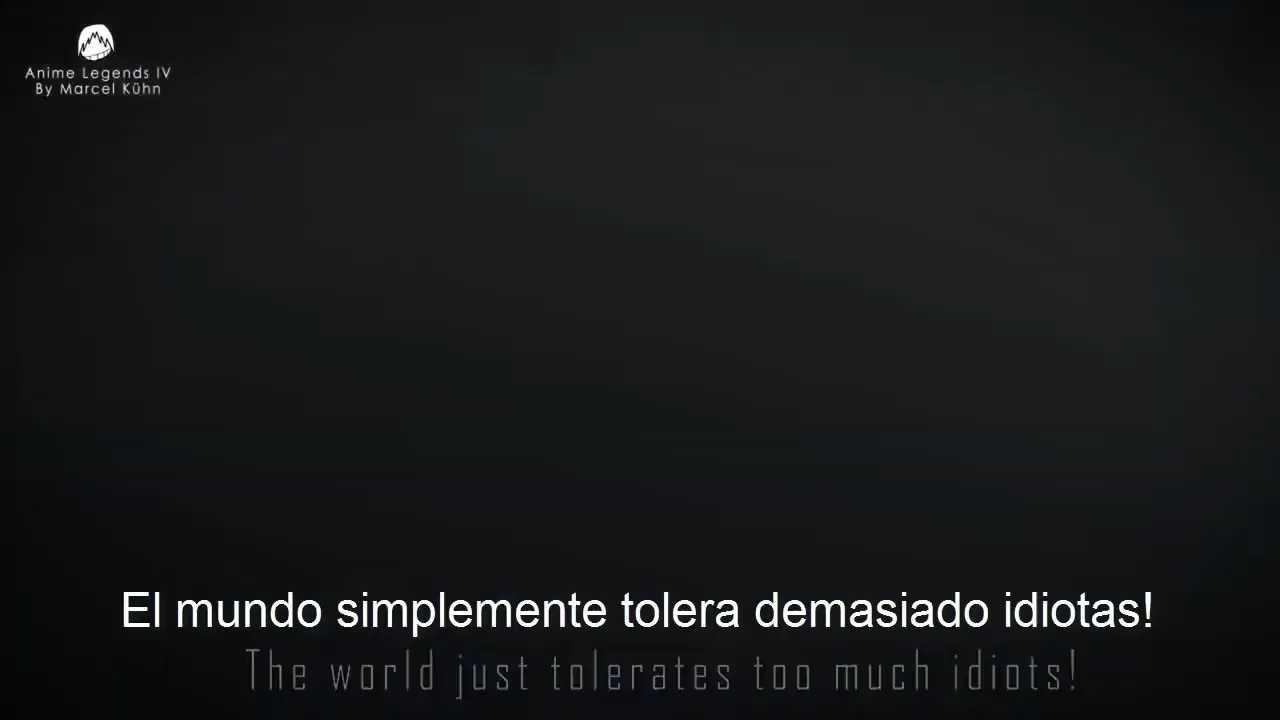 Anime Legends IV
By Marcel Kühn
El mundo simplemente tolera demasiado idiotas!
The world just tolerates too much idiots!